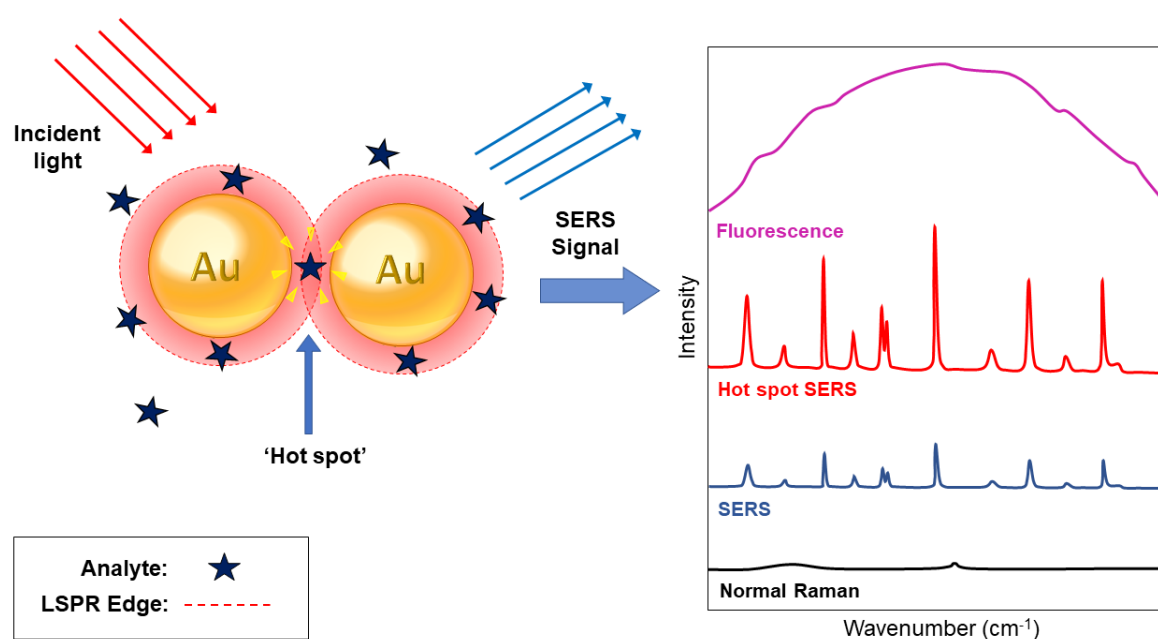 Incident
light
Au
Au
'Hot spot'
SERS
Signal
Analyte:
LSPR Edge:
Intensity
Fluorescence
Hot spot SERS
SERS
Normal Raman
Wavenumber (cm⁻¹)